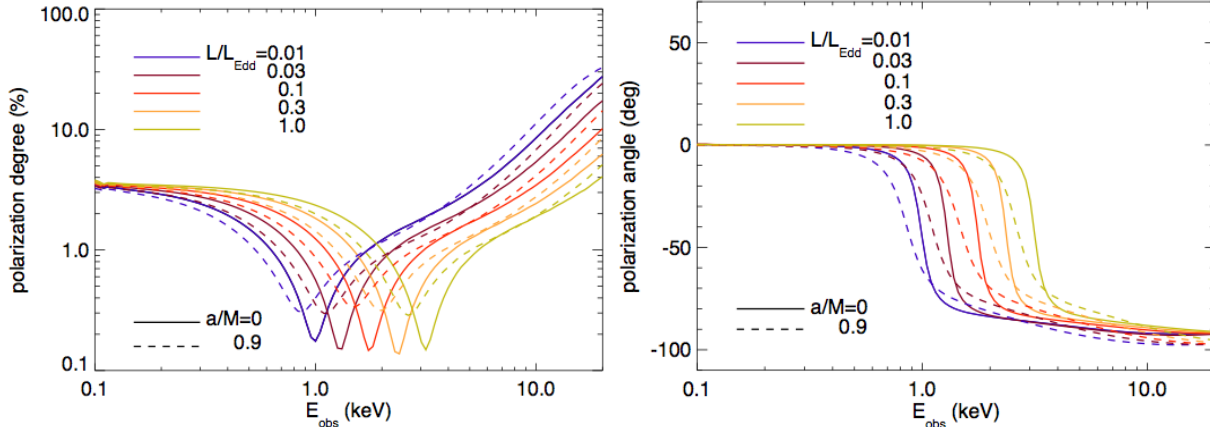 100.0
10.0
1.0
0.1
polarization degree (%)
L/L_Edd=0.01
0.03
0.1
0.3
1.0
a/M=0
0.9
0.1 1.0 10.0
E_obs (keV)
50
0
-50
-100
polarization angle (deg)
L/L_Edd=0.01
0.03
0.1
0.3
1.0
a/M=0
0.9
0.1 1.0 10.0
E_obs (keV)